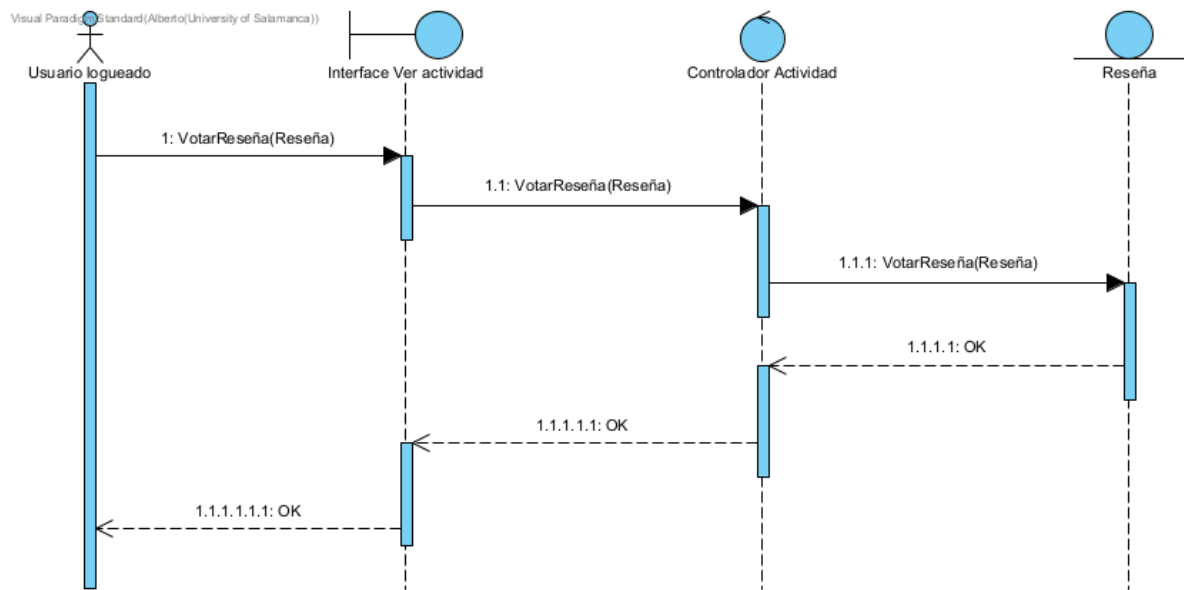 Visual Paradigm Standard(Alberto(University of Salamanca))
Usuario logueado
Interface Ver actividad
Controlador Actividad
Reseña
1: VotarReseña(Reseña)
1.1: VotarReseña(Reseña)
1.1.1: VotarReseña(Reseña)
1.1.1.1: OK
1.1.1.1.1: OK
1.1.1.1.1.1: OK